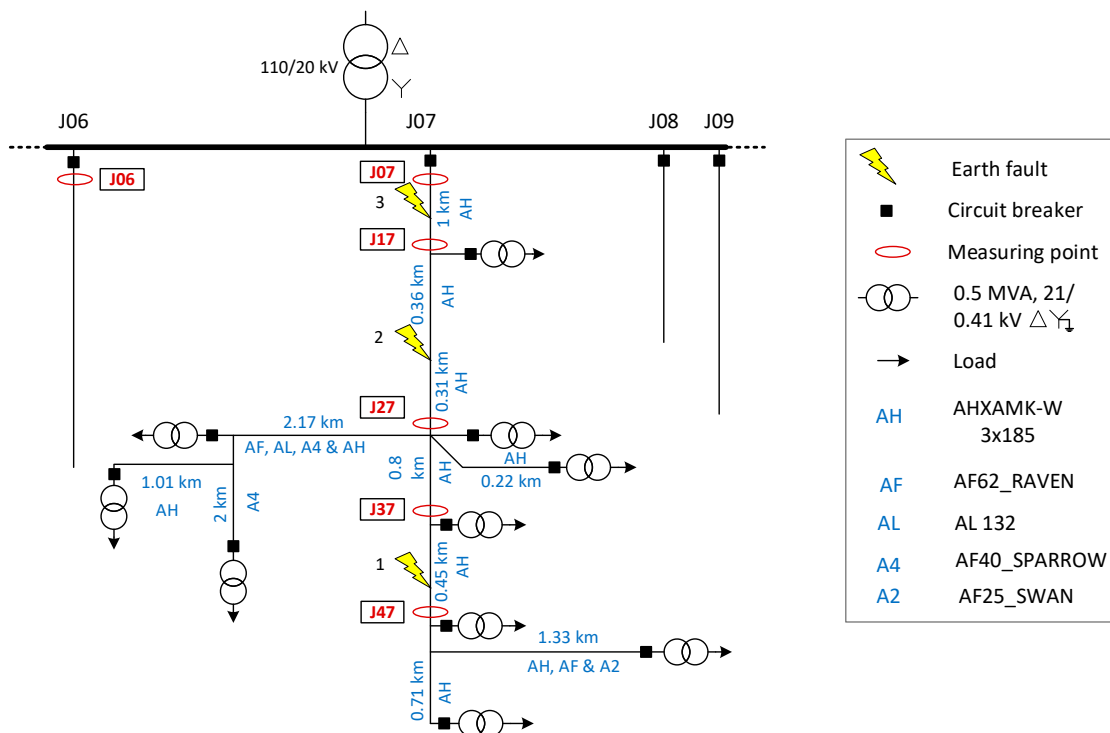 110/20 kV
J06
J07
J08
J09
J06
J07
3
1 km
AH
J17
0.36 km
AH
2
0.31 km
AH
J27
2.17 km
AF, AL, A4 & AH
0.8
km
AH
AH
0.22 km
1.01 km
AH
2 km
A4
J37
1
0.45 km
AH
J47
1.33 km
AH, AF & A2
0.71 km
AH
Earth fault
Circuit breaker
Measuring point
0.5 MVA, 21/
0.41 kV
Load
AH
AHXAMK-W
3x185
AF
AF62_RAVEN
AL
AL 132
A4
AF40_SPARROW
A2
AF25_SWAN